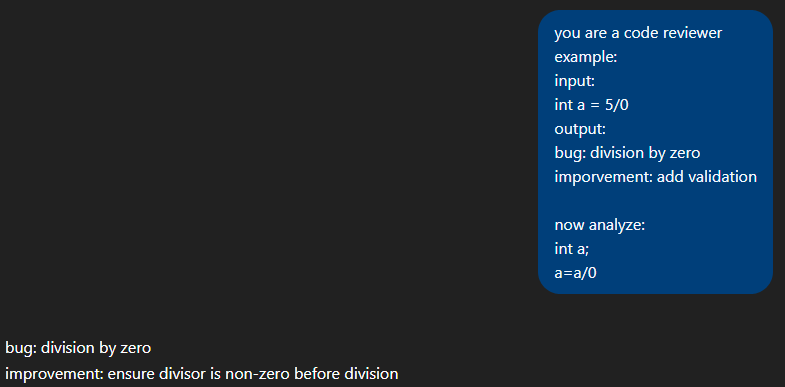 you are a code reviewer
example:
input:
int a = 5/0
output:
bug: division by zero
imporvement: add validation
now analyze:
int a;
a=a/0
bug: division by zero
improvement: ensure divisor is non-zero before division